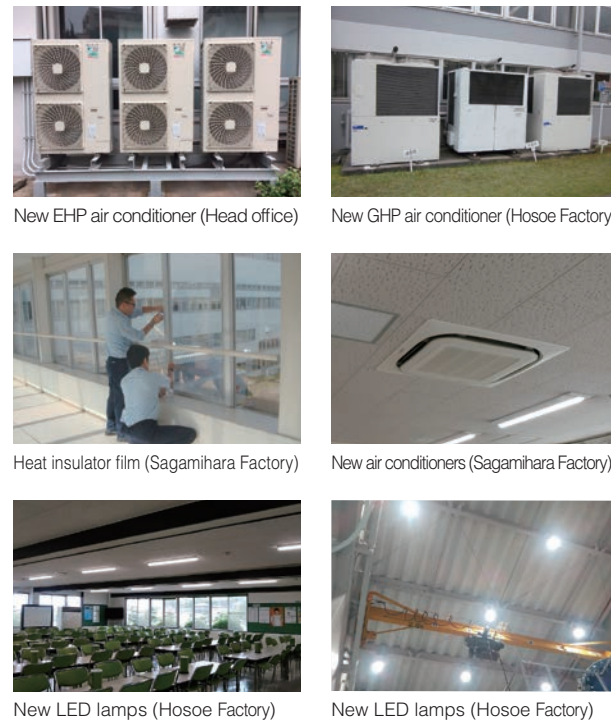 New EHP air conditioner (Head office)
New GHP air conditioner (Hosoe Factory
Heat insulator film (Sagamihara Factory)
New air conditioners (Sagamihara Factory)
New LED lamps (Hosoe Factory)
New LED lamps (Hosoe Factory)